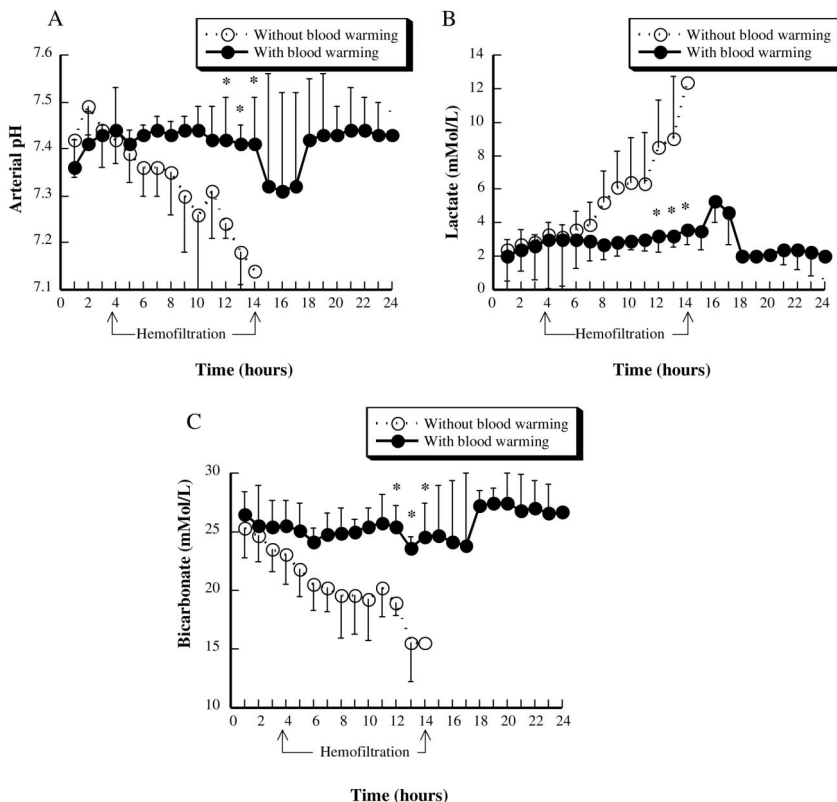 A
Without blood warming
With blood warming
7.6
7.5
7.4
7.3
7.2
7.1
Arterial pH
* * *
0 2 4 6 8 10 12 14 16 18 20 22 24
Hemofiltration
Time (hours)
B
Without blood warming
With blood warming
14
12
10
8
6
4
2
0
Lactate (mMol/L)
* * *
0 2 4 6 8 10 12 14 16 18 20 22 24
Hemofiltration
Time (hours)
C
Without blood warming
With blood warming
30
25
20
15
10
Bicarbonate (mMol/L)
* * *
0 2 4 6 8 10 12 14 16 18 20 22 24
Hemofiltration
Time (hours)